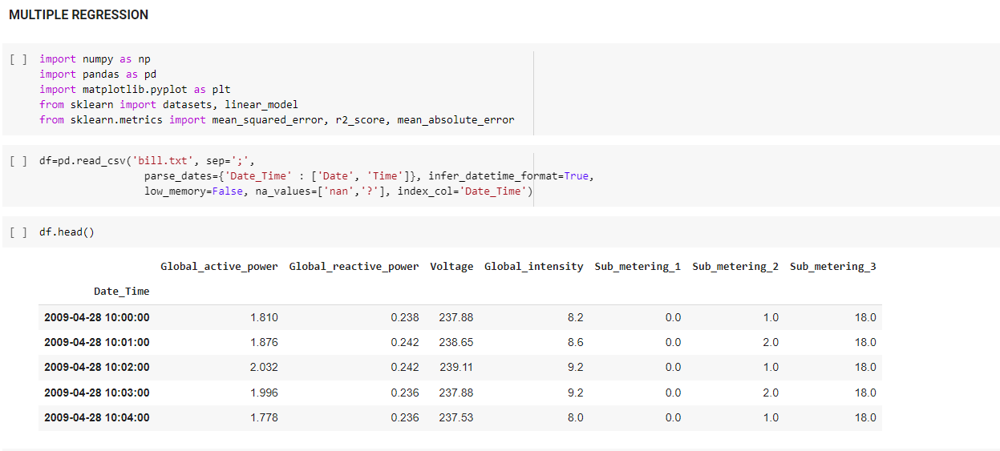 MULTIPLE REGRESSION
[ ] import numpy as np
import pandas as pd
import matplotlib.pyplot as plt
from sklearn import datasets, linear_model
from sklearn.metrics import mean_squared_error, r2_score, mean_absolute_error
[ ] df=pd.read_csv('bill.txt', sep=';',
parse_dates={'Date_Time' : ['Date', 'Time']}, infer_datetime_format=True,
low_memory=False, na_values=['nan','?'], index_col='Date_Time')
[ ] df.head()
Global_active_power Global_reactive_power Voltage Global_intensity Sub_metering_1 Sub_metering_2 Sub_metering_3
Date_Time
2009-04-28 10:00:00 1.810 0.238 237.88 8.2 0.0 1.0 18.0
2009-04-28 10:01:00 1.876 0.242 238.65 8.6 0.0 2.0 18.0
2009-04-28 10:02:00 2.032 0.242 239.11 9.2 0.0 1.0 18.0
2009-04-28 10:03:00 1.996 0.236 237.88 9.2 0.0 2.0 18.0
2009-04-28 10:04:00 1.778 0.236 237.53 8.0 0.0 1.0 18.0